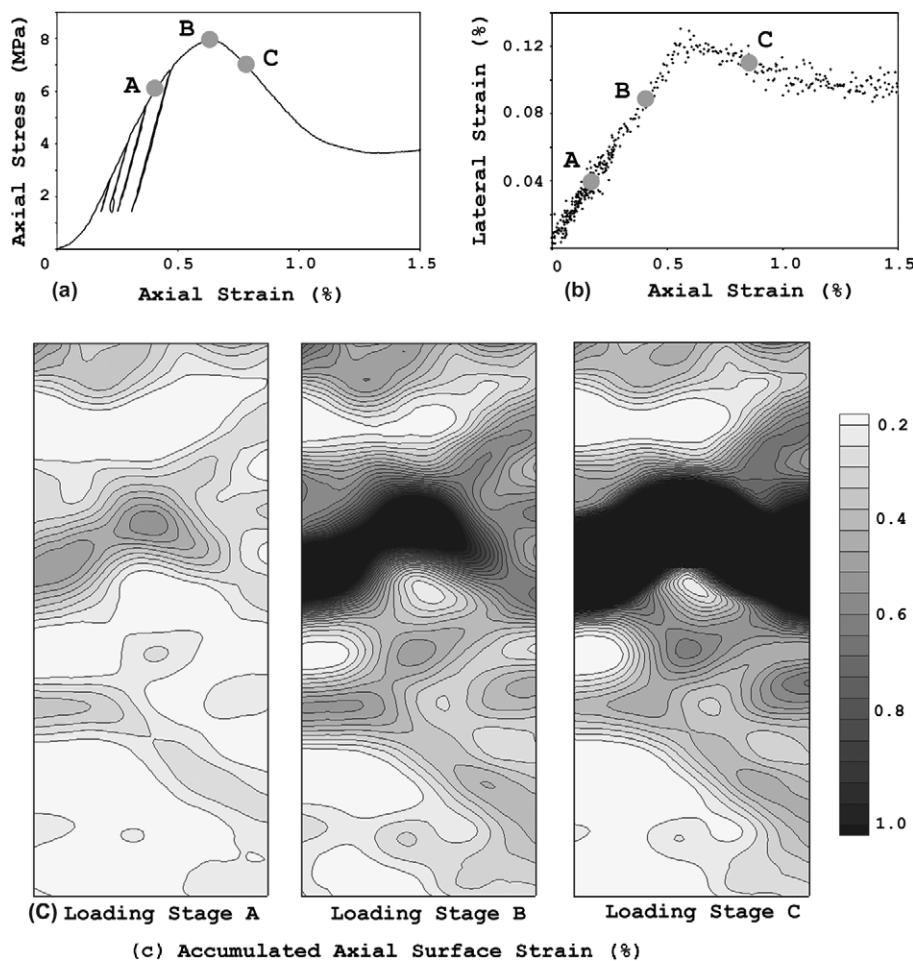 Axial Stress (MPa)
8
6
4
2
0
0.5
1.0
1.5
A
B
C
(a)
Axial Strain (%)
Lateral Strain (%)
0.12
0.08
0.04
0
0.5
1.0
1.5
A
B
C
(b)
Axial Strain (%)
0.2
0.4
0.6
0.8
1.0
(C) Loading Stage A
Loading Stage B
Loading Stage C
(c) Accumulated Axial Surface Strain (%)